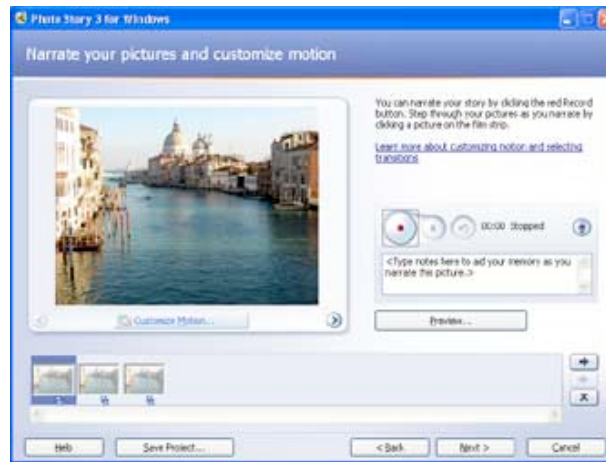 Photo Story 3 for Windows
Narrate your pictures and customize motion
You can narrate your story by clicking the red Record
button. Step through your pictures as you narrate by
clicking a picture on the film strip.
Learn more about customizing motion and selecting
transitions
00:00 Stopped
<Type notes here to aid your memory as you
narrate this picture.>
Customize Motion...
Preview...
Help
Save Project...
< Back
Next >
Cancel